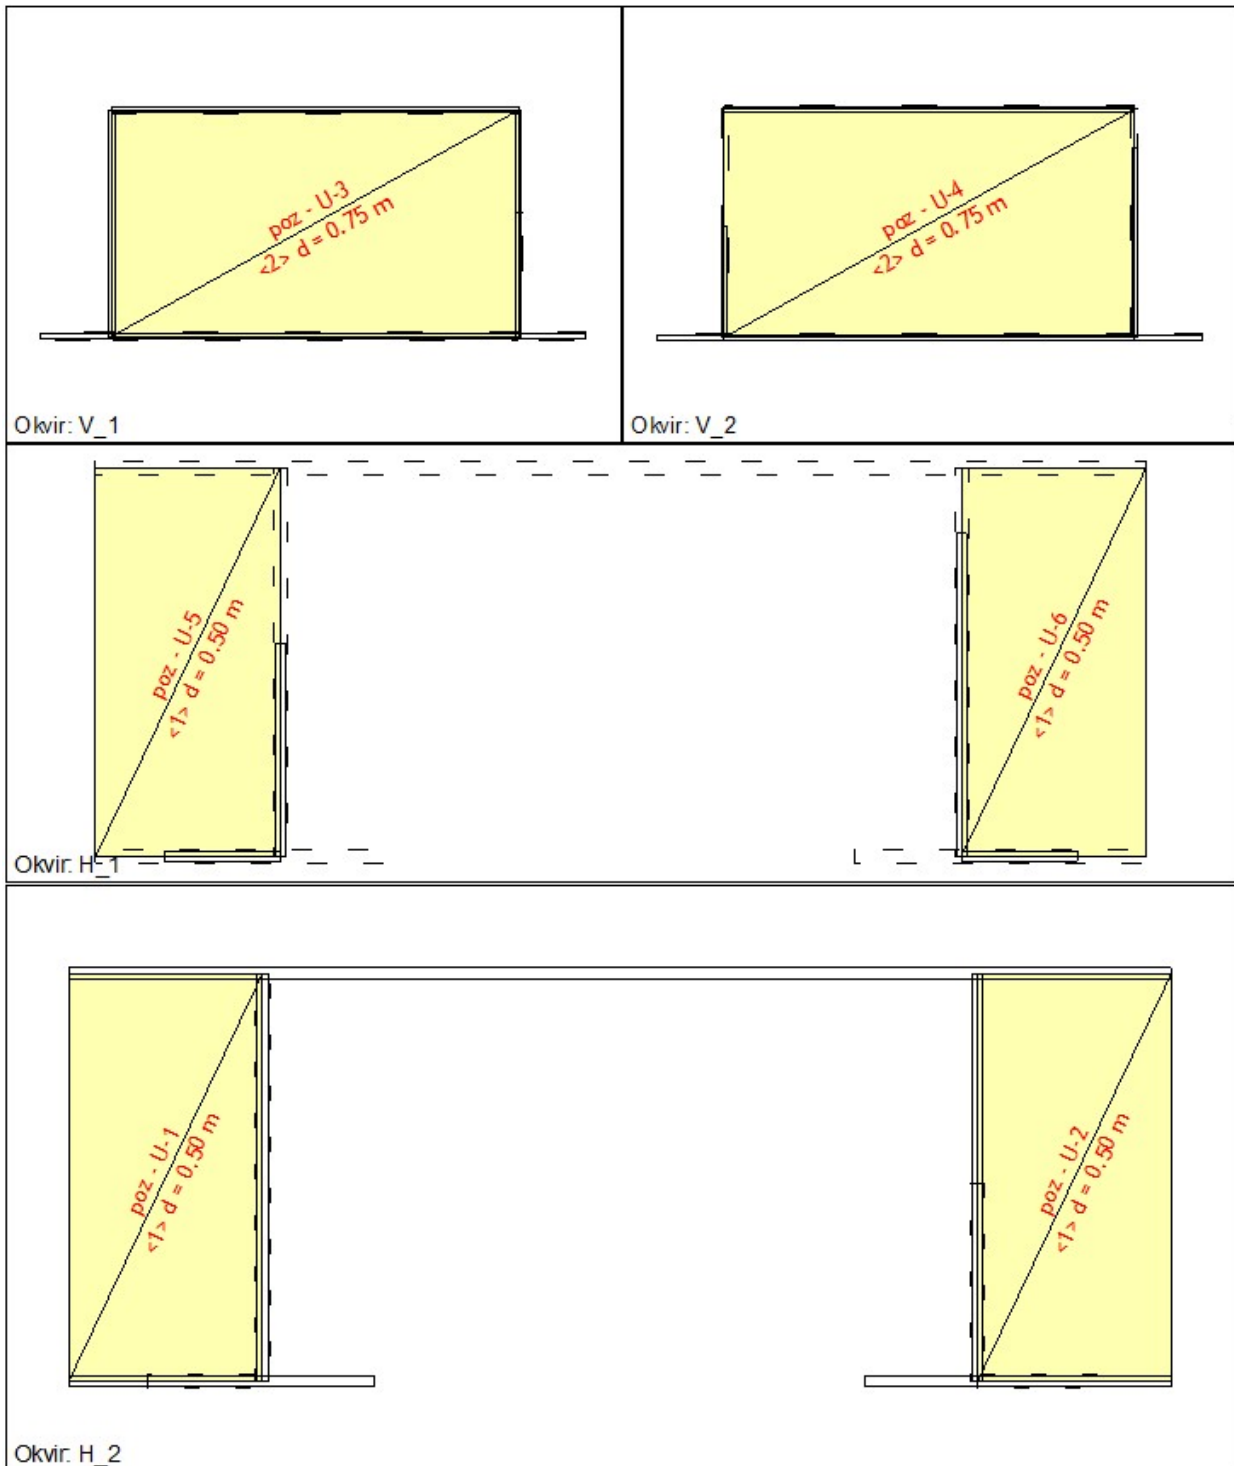 poz - U-3
<2> d = 0.75 m
Okvir: V_1
poz - U-4
<2> d = 0.75 m
Okvir: V_2
poz - U-5
<1> d = 0.50 m
poz - U-6
<1> d = 0.50 m
Okvir: H_1
poz - U-1
<1> d = 0.50 m
poz - U-2
<1> d = 0.50 m
Okvir: H_2